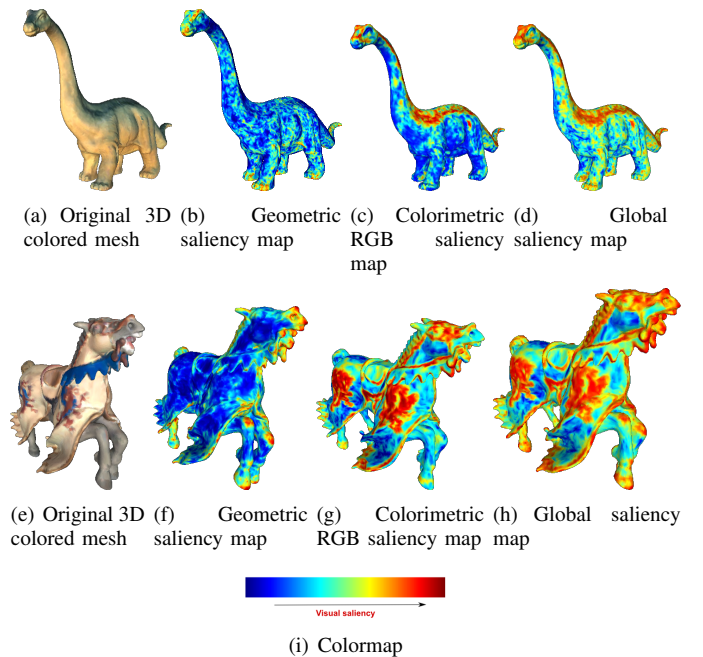 (a) Original 3D colored mesh
(b) Geometric saliency map
(c) Colorimetric RGB saliency map
(d) Global saliency map
(e) Original 3D colored mesh
(f) Geometric saliency map
(g) Colorimetric RGB saliency map
(h) Global saliency map
Visual saliency
(i) Colormap